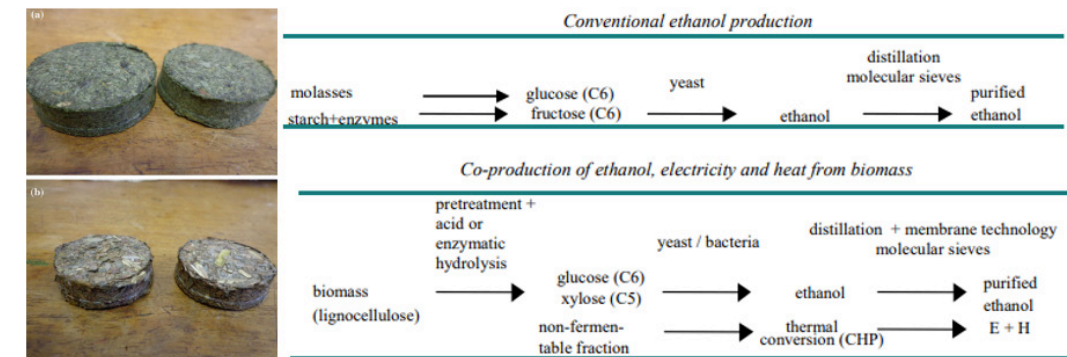 (a)
Conventional ethanol production
distillation
molecular sieves
yeast
molasses
glucose (C6)
purified
starch+enzymes
fructose (C6)
ethanol
ethanol
(b)
Co-production of ethanol, electricity and heat from biomass
pretreatment +
acid or
enzymatic
hydrolysis
yeast / bacteria
distillation + membrane technology
molecular sieves
biomass
(lignocellulose)
glucose (C6)
xylose (C5)
ethanol
purified
ethanol
non-fermen-
table fraction
thermal
conversion (CHP)
E + H